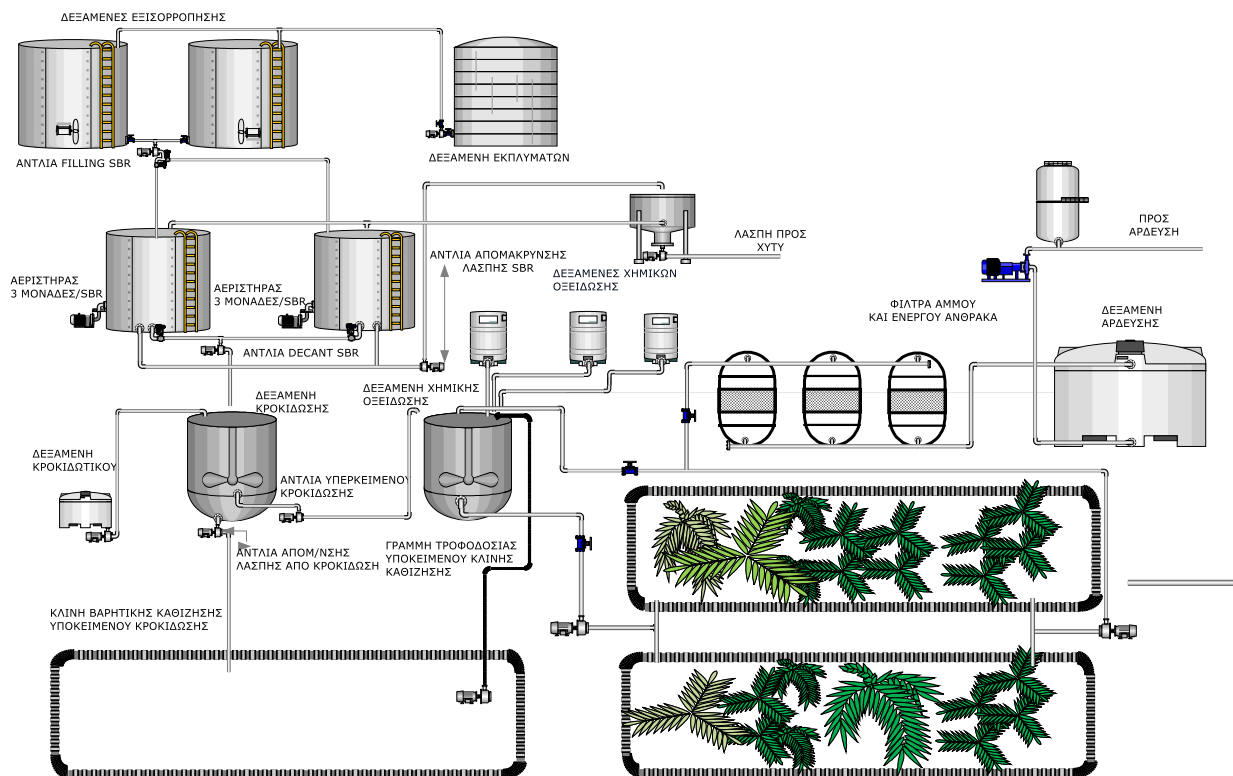 ΔΕΞΑΜΕΝΕΣ ΕΞΙΣΟΡΡΟΠΗΣΗΣ
ΑΝΤΛΙΑ FILLING SBR
ΔΕΞΑΜΕΝΗ ΕΚΠΛΥΜΑΤΩΝ
ΑΕΡΙΣΤΗΡΑΣ
3 ΜΟΝΑΔΕΣ/SBR
ΑΕΡΙΣΤΗΡΑΣ
3 ΜΟΝΑΔΕΣ/SBR
ΑΝΤΛΙΑ ΑΠΟΜΑΚΡΥΝΣΗΣ
ΛΑΣΠΗΣ SBR
ΛΑΣΠΗ ΠΡΟΣ
ΧΥΤΥ
ΠΡΟΣ
ΑΡΔΕΥΣΗ
ΔΕΞΑΜΕΝΕΣ ΧΗΜΙΚΩΝ
ΟΞΕΙΔΩΣΗΣ
ΦΙΛΤΡΑ ΑΜΜΟΥ
ΚΑΙ ΕΝΕΡΓΟΥ ΑΝΘΡΑΚΑ
ΔΕΞΑΜΕΝΗ
ΑΡΔΕΥΣΗΣ
ΑΝΤΛΙΑ DECANT SBR
ΔΕΞΑΜΕΝΗ
ΚΡΟΚΙΔΩΣΗΣ
ΔΕΞΑΜΕΝΗ ΧΗΜΙΚΗΣ
ΟΞΕΙΔΩΣΗΣ
ΔΕΞΑΜΕΝΗ
ΚΡΟΚΙΔΩΤΙΚΟΥ
ΑΝΤΛΙΑ ΥΠΕΡΚΕΙΜΕΝΟΥ
ΚΡΟΚΙΔΩΣΗΣ
ΑΝΤΛΙΑ ΑΠΟΜ/ΝΣΗΣ
ΛΑΣΠΗΣ ΑΠΟ ΚΡΟΚΙΔΩΣΗ
ΓΡΑΜΜΗ ΤΡΟΦΟΔΟΣΙΑΣ
ΥΠΟΚΕΙΜΕΝΟΥ ΚΛΙΝΗΣ
ΚΑΘΙΖΗΣΗΣ
ΚΛΙΝΗ ΒΑΡΗΤΙΚΗΣ ΚΑΘΙΖΗΣΗΣ
ΥΠΟΚΕΙΜΕΝΟΥ ΚΡΟΚΙΔΩΣΗΣ